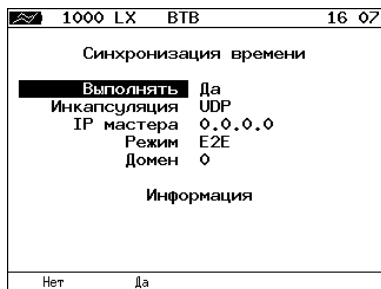 1000 LX BTB 16 07
Синхронизация времени
Выполнять Да
Инкапсуляция UDP
IP мастера 0.0.0.0
Режим E2E
Домен 0
Информация
Нет Да